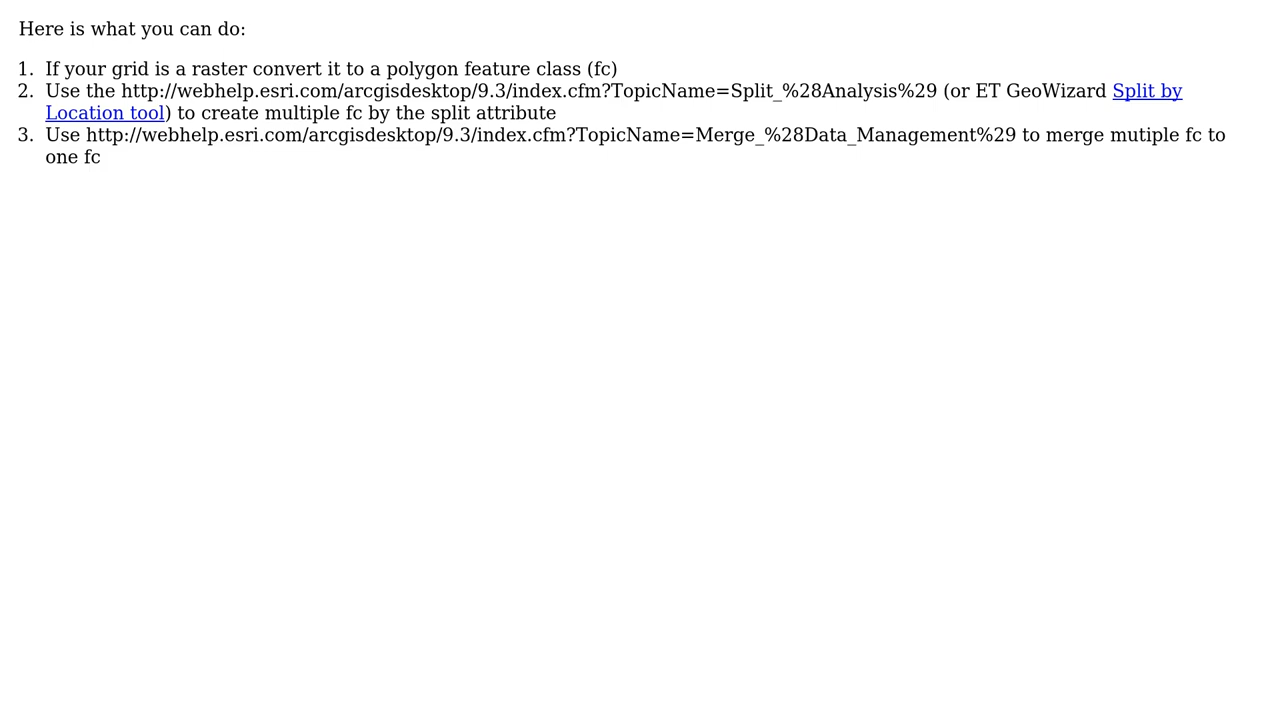 Here is what you can do:
1. If your grid is a raster convert it to a polygon feature class (fc)
2. Use the http://webhelp.esri.com/arcgisdesktop/9.3/index.cfm?TopicName=Split_%28Analysis%29 (or ET GeoWizard Split by
Location tool) to create multiple fc by the split attribute
3. Use http://webhelp.esri.com/arcgisdesktop/9.3/index.cfm?TopicName=Merge_%28Data_Management%29 to merge mutiple fc to
one fc